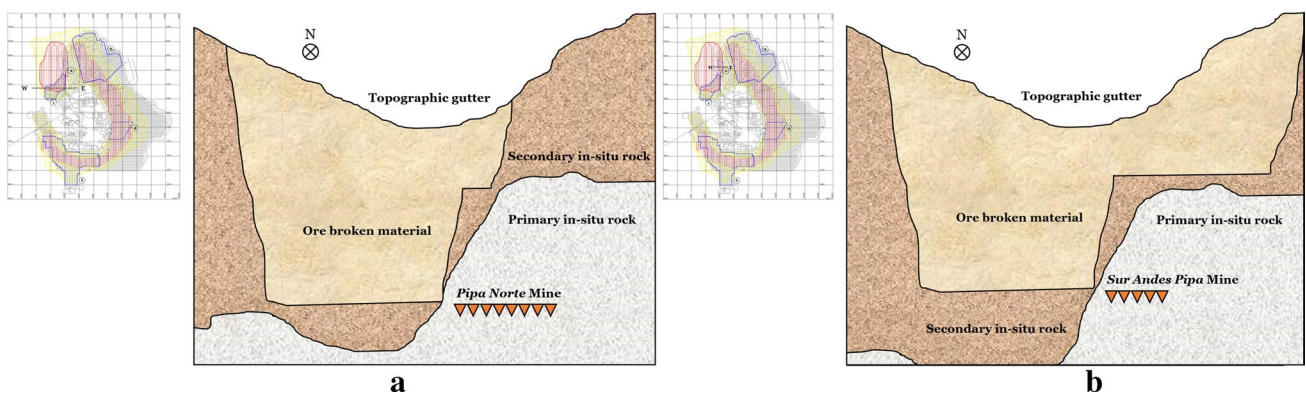 N
Topographic gutter
Secondary in-situ rock
Ore broken material
Primary in-situ rock
Pipa Norte Mine
W E
a
N
Topographic gutter
Ore broken material
Primary in-situ rock
Sur Andes Pipa Mine
Secondary in-situ rock
W E
b